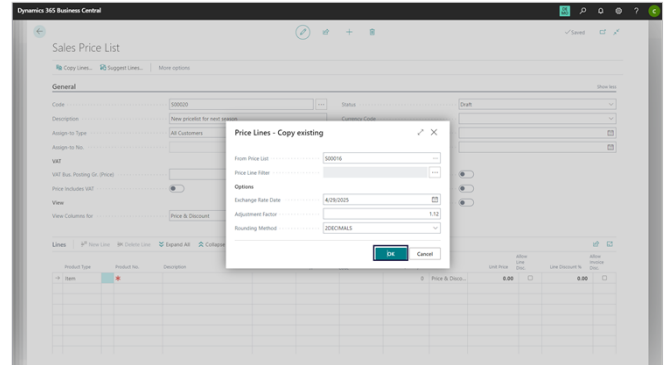 Dynamics 365 Business Central
Sales Price List
Saved
Copy Lines... Suggest Lines... More options
General
Show less
Code S00020 Status Draft
Description New pricelist for next season Currency Code
Assign-to Type All Customers
Assign-to No.
VAT
VAT Bus. Posting Gr. (Price)
Price Includes VAT
View
View Columns for Price & Discount
Price Lines - Copy existing
From Price List S00016
Price Line Filter
Options
Exchange Rate Date 4/29/2025
Adjustment Factor 1.12
Rounding Method 2DECIMALS
OK Cancel
Lines New Line Delete Line Expand All Collapse
Product Type Product No. Description Unit Price Allow Line Disc. Line Discount % Allow Invoice Disc.
Item 0 Price & Disco... 0.00 0.00